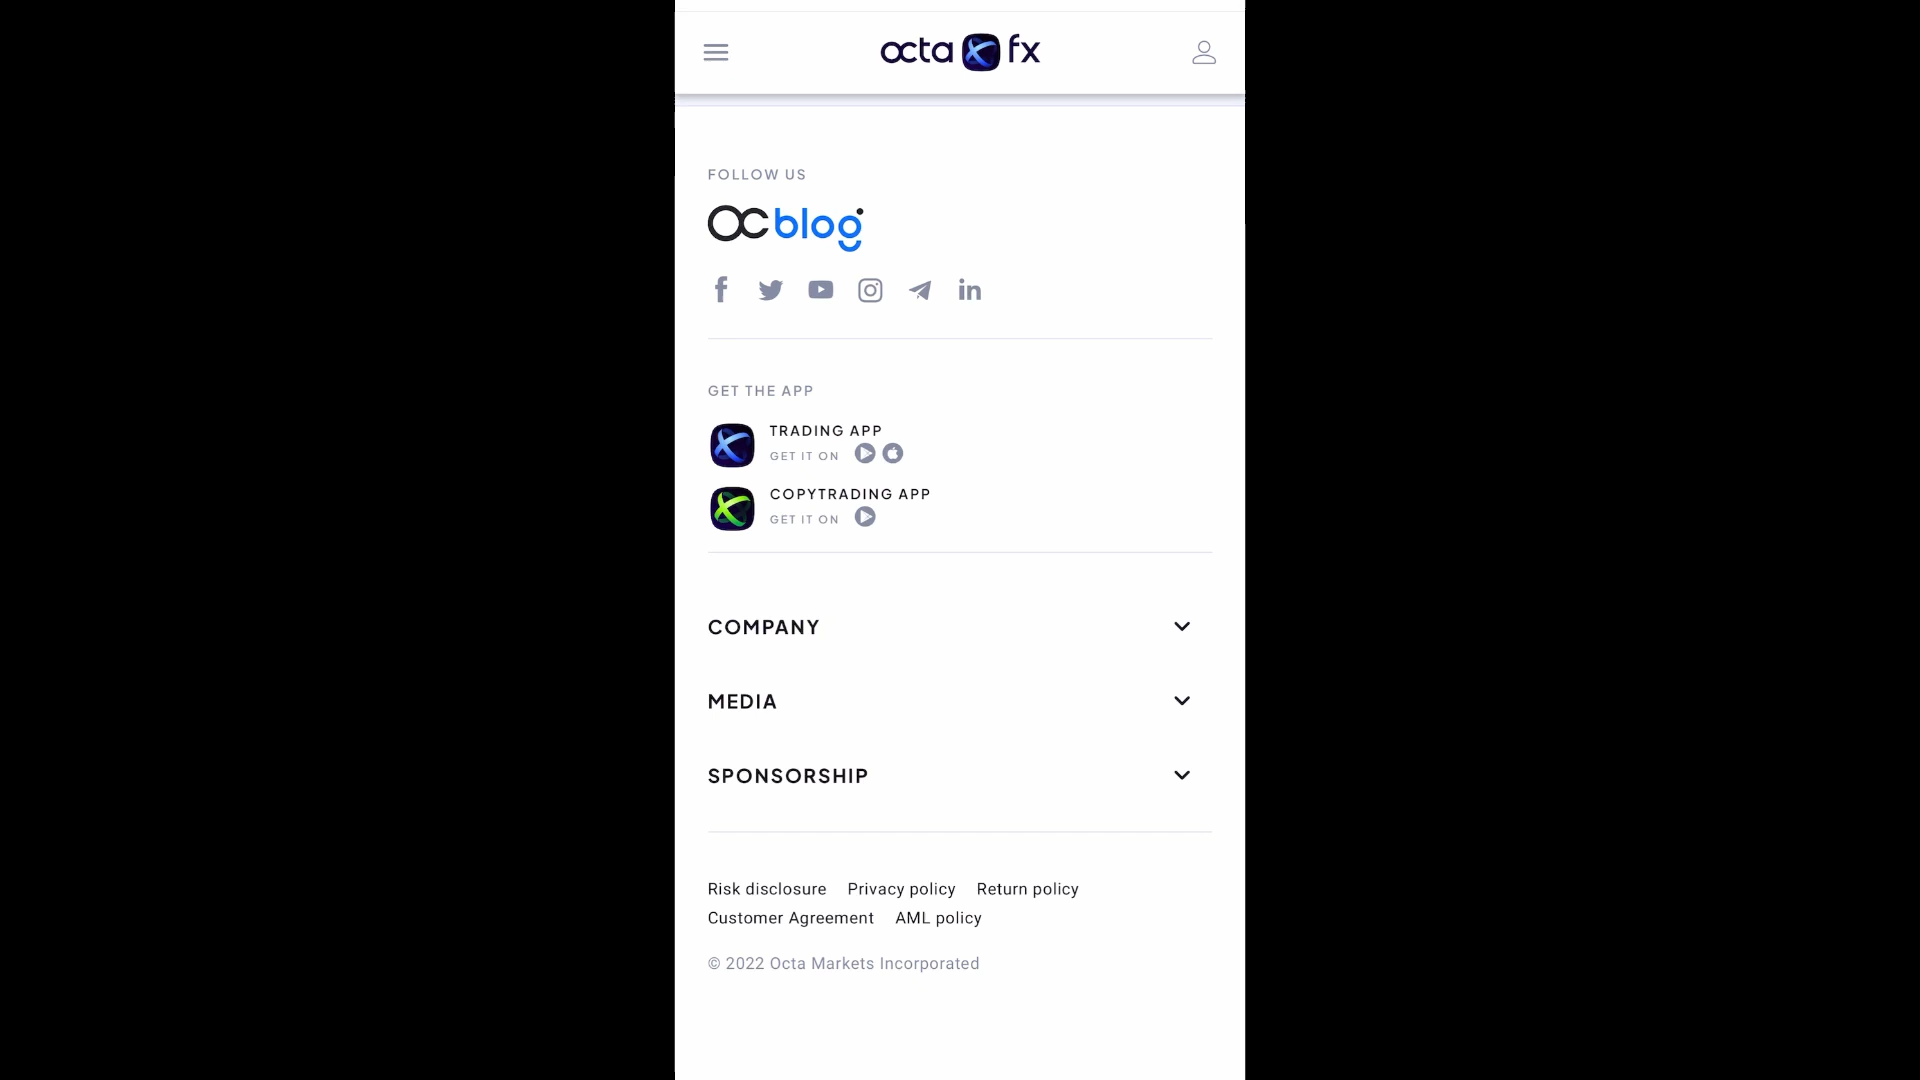 octa fx
FOLLOW US
OCblog
GET THE APP
TRADING APP
GET IT ON
COPYTRADING APP
GET IT ON
COMPANY
MEDIA
SPONSORSHIP
Risk disclosure Privacy policy Return policy
Customer Agreement AML policy
© 2022 Octa Markets Incorporated